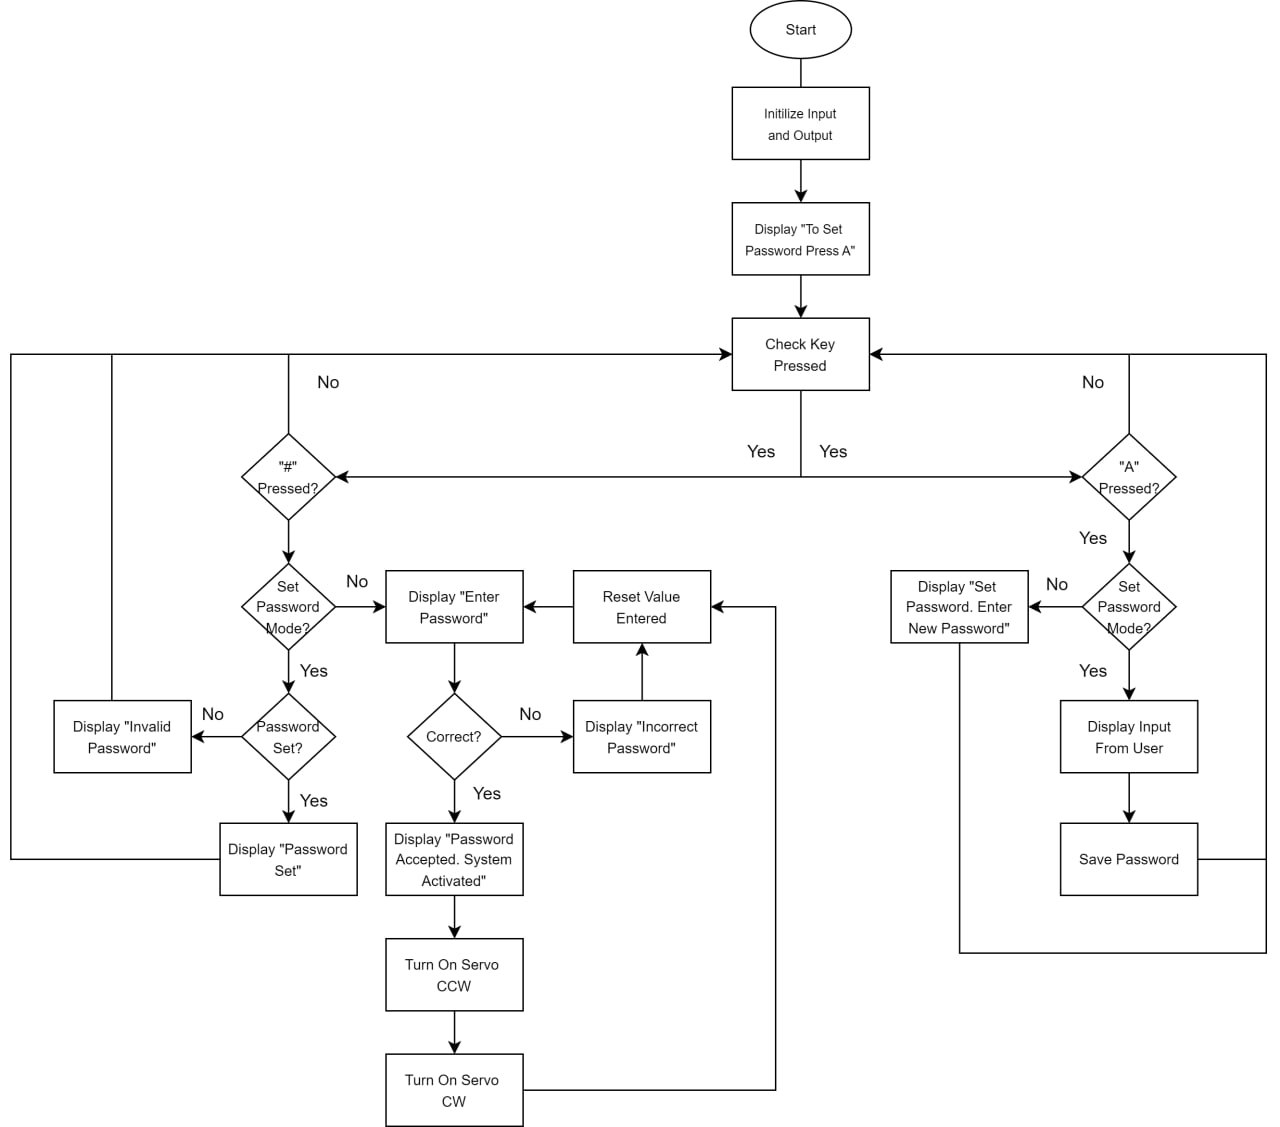 Start
Initilize Input
and Output
Display "To Set
Password Press A"
Check Key
Pressed
No
No
Yes
Yes
"#"
Pressed?
"A"
Pressed?
Yes
Set
Password
Mode?
No
Display "Enter
Password"
Reset Value
Entered
Display "Set
Password. Enter
New Password"
No
Set
Password
Mode?
Yes
Yes
Display "Invalid
Password"
No
Password
Set?
Correct?
No
Display "Incorrect
Password"
Display Input
From User
Yes
Yes
Display "Password
Set"
Display "Password
Accepted. System
Activated"
Save Password
Turn On Servo
CCW
Turn On Servo
CW